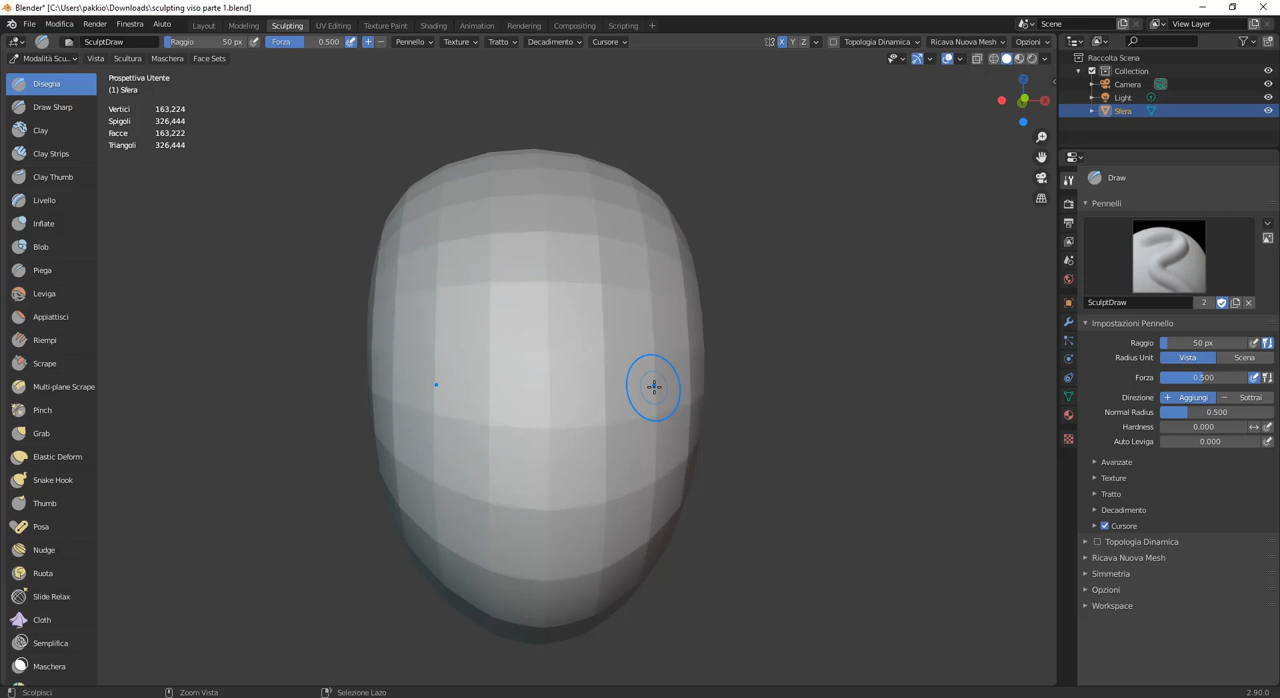 Blender* [C:\Users\pakkio\Downloads\sculpting viso parte 1.blend]
File Modifica Render Finestra Aiuto Layout Modeling Sculpting UV Editing Texture Paint Shading Animation Rendering Compositing Scripting + Scene View Layer
SculptDraw Raggio 50 px Forza 0.500 + − Pennello Texture Tratto Decadimento Cursore X Y Z Topologia Dinamica Ricava Nuova Mesh Opzioni
Modalità Scu... Vista Scultura Maschera Face Sets
Disegna
Draw Sharp
Clay
Clay Strips
Clay Thumb
Livello
Inflate
Blob
Piega
Leviga
Appiattisci
Riempi
Scrape
Multi-plane Scrape
Pinch
Grab
Elastic Deform
Snake Hook
Thumb
Posa
Nudge
Ruota
Slide Relax
Cloth
Semplifica
Maschera
Prospettiva Utente
(1) Sfera
Vertici 163,224
Spigoli 326,444
Facce 163,222
Triangoli 326,444
Z
X
Raccolta Scena
Collection
Camera
Light
Sfera
Draw
Pennelli
SculptDraw 2
Impostazioni Pennello
Raggio 50 px
Radius Unit Vista Scena
Forza 0.500
Direzione + Aggiungi − Sottrai
Normal Radius 0.500
Hardness 0.000
Auto Leviga 0.000
Avanzate
Texture
Tratto
Decadimento
Cursore
Topologia Dinamica
Ricava Nuova Mesh
Simmetria
Opzioni
Workspace
Scolpisci Zoom Vista Selezione Lazo 2.90.0